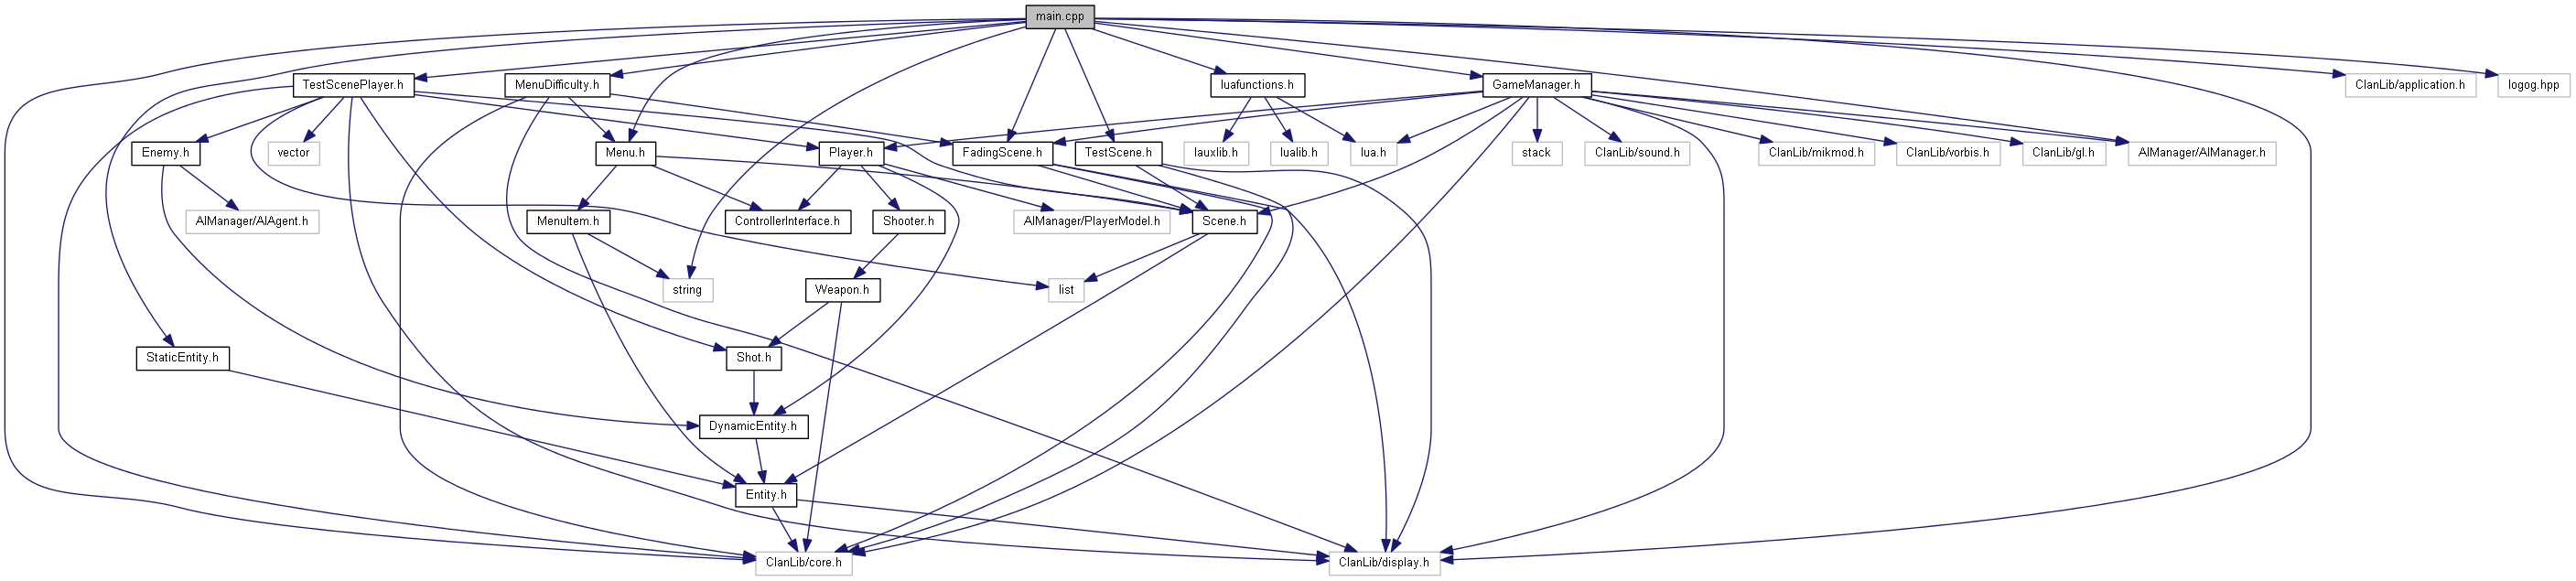 main.cpp
TestScenePlayer.h
MenuDifficulty.h
luafunctions.h
GameManager.h
ClanLib/application.h
logog.hpp
Enemy.h
vector
Menu.h
Player.h
FadingScene.h
TestScene.h
lauxlib.h
lualib.h
lua.h
stack
ClanLib/sound.h
ClanLib/mikmod.h
ClanLib/vorbis.h
ClanLib/gl.h
AIManager/AIManager.h
AIManager/AIAgent.h
MenuItem.h
ControllerInterface.h
Shooter.h
AIManager/PlayerModel.h
Scene.h
string
Weapon.h
list
StaticEntity.h
Shot.h
DynamicEntity.h
Entity.h
ClanLib/core.h
ClanLib/display.h